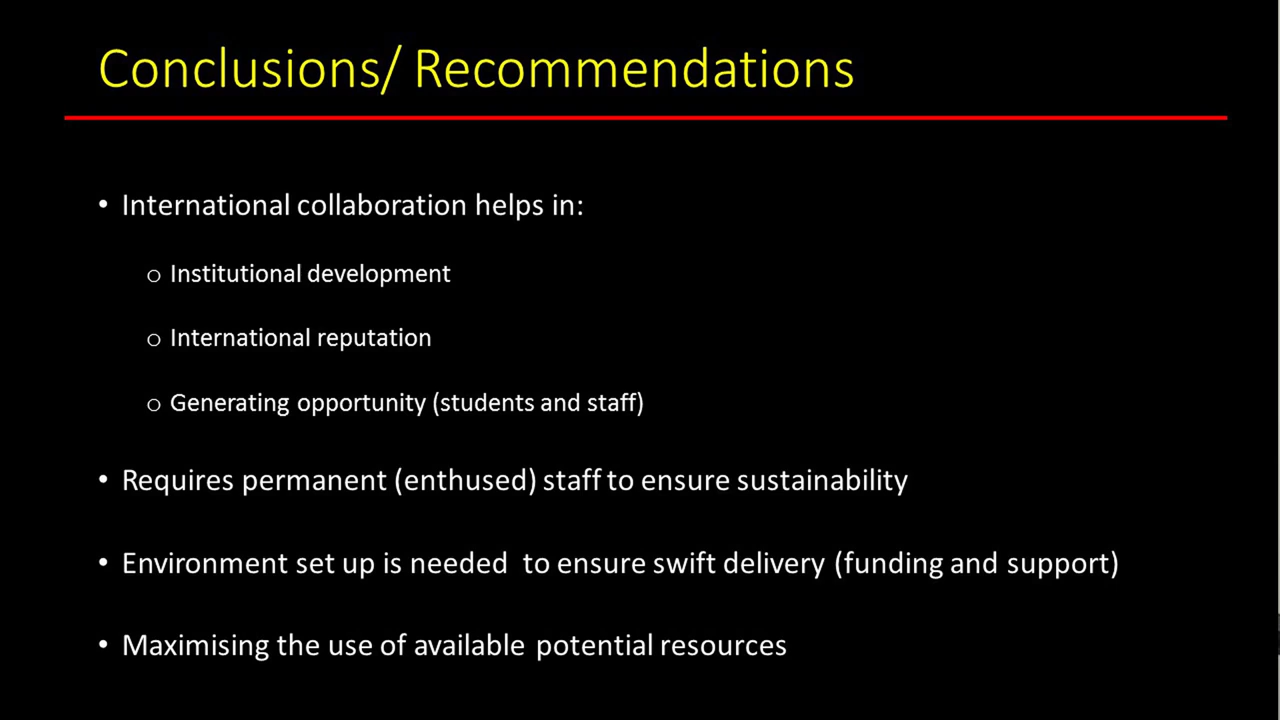 Conclusions/ Recommendations
• International collaboration helps in:
o Institutional development
o International reputation
o Generating opportunity (students and staff)
• Requires permanent (enthused) staff to ensure sustainability
• Environment set up is needed  to ensure swift delivery (funding and support)
• Maximising the use of available potential resources